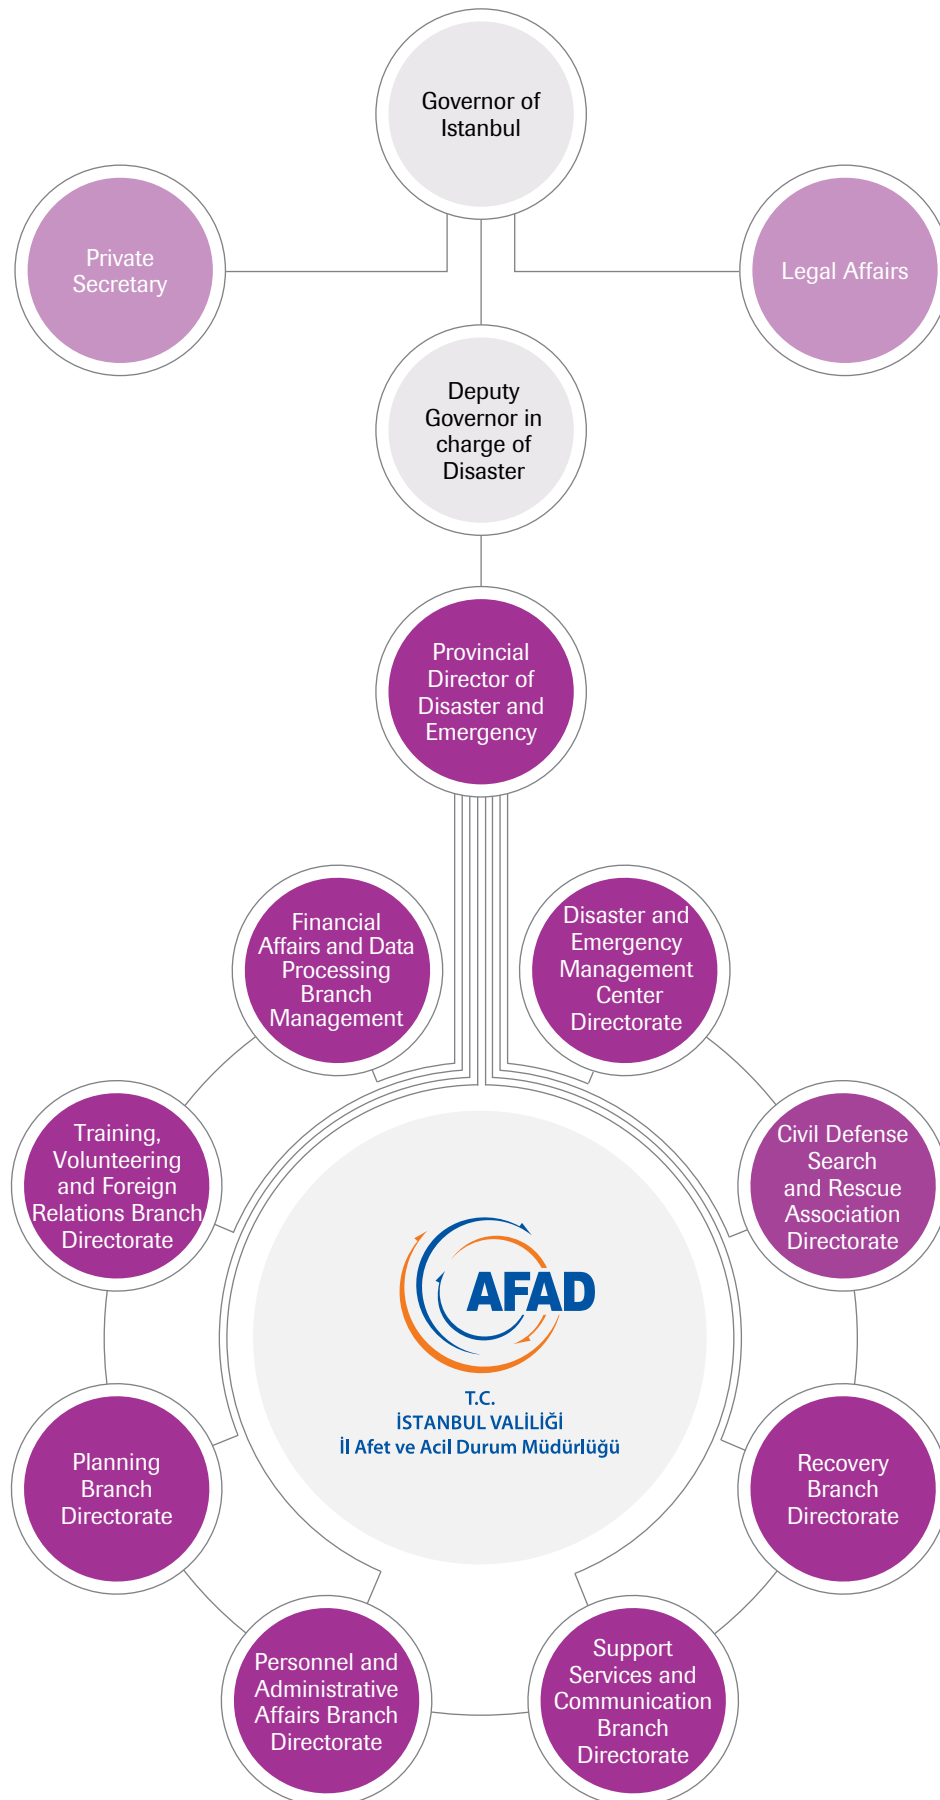 Governor of
Istanbul
Private
Secretary
Legal Affairs
Deputy
Governor in
charge of
Disaster
Provincial
Director of
Disaster and
Emergency
Financial
Affairs and Data
Processing
Branch
Management
Disaster and
Emergency
Management
Center
Directorate
Training,
Volunteering
and Foreign
Relations Branch
Directorate
Civil Defense
Search
and Rescue
Association
Directorate
AFAD
T.C.
İSTANBUL VALİLİĞİ
İl Afet ve Acil Durum Müdürlüğü
Planning
Branch
Directorate
Recovery
Branch
Directorate
Personnel and
Administrative
Affairs Branch
Directorate
Support
Services and
Communication
Branch
Directorate